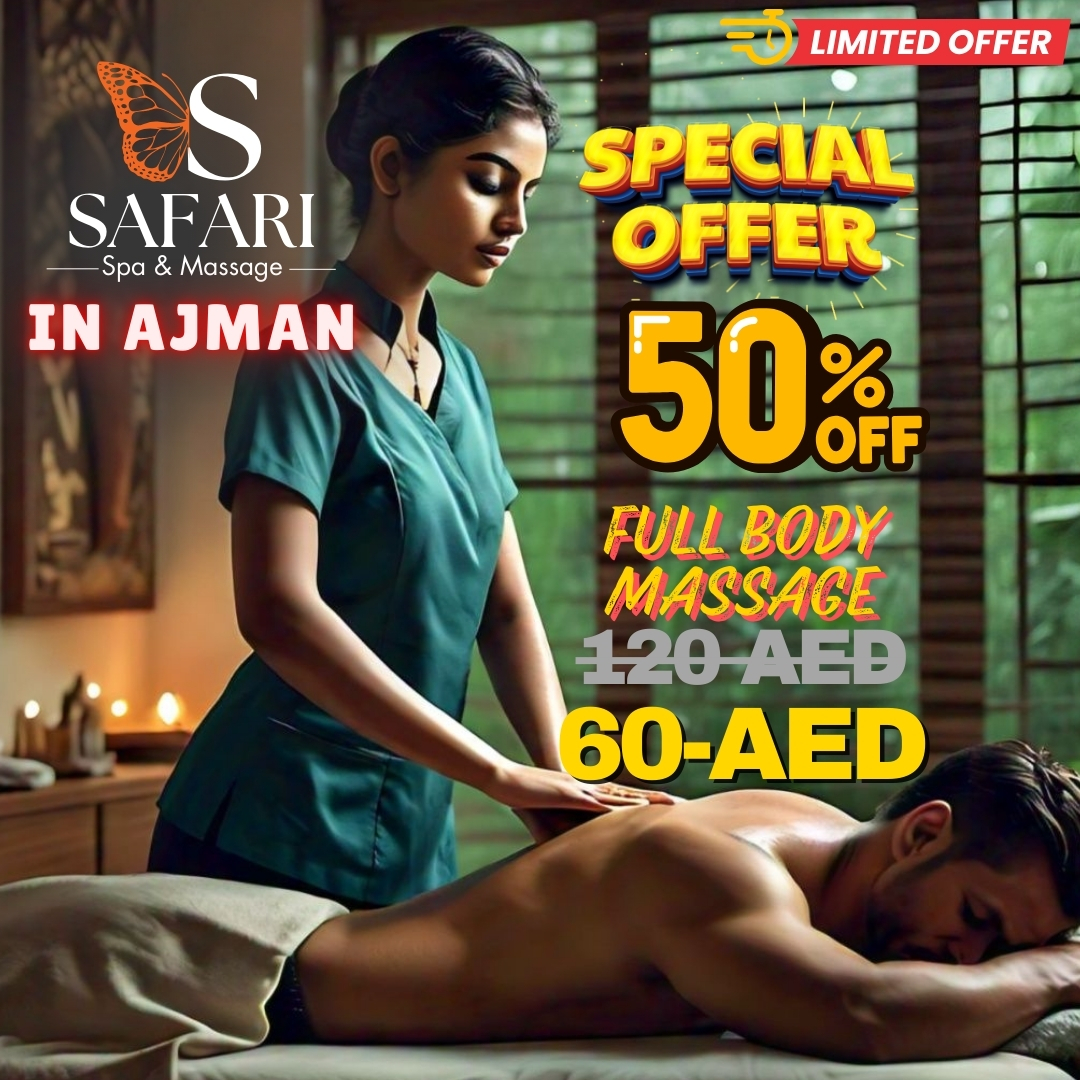 LIMITED OFFER
S
SAFARI
Spa & Massage
IN AJMAN
SPECIAL
OFFER
50%
OFF
FULL BODY
MASSAGE
120 AED
60-AED